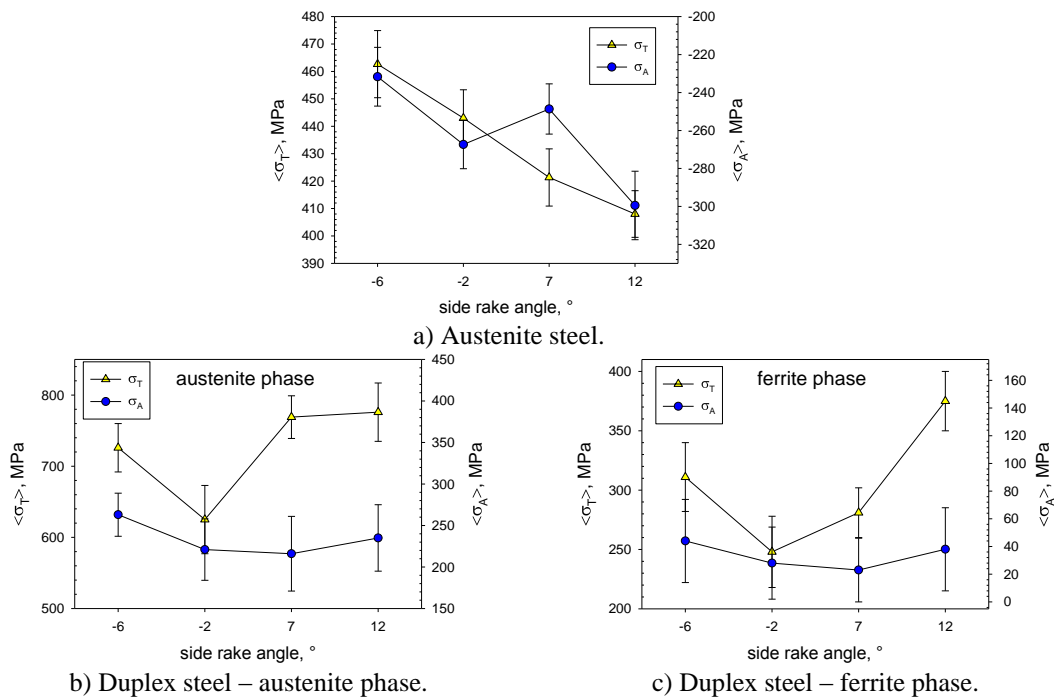 480
470
460
450
440
430
420
410
400
390
<σT>, MPa
-200
-220
-240
-260
-280
-300
-320
<σA>, MPa
σT
σA
-6 -2 7 12
side rake angle, °
a) Austenite steel.
800
700
600
500
<σT>, MPa
450
400
350
300
250
200
150
<σA>, MPa
σT
σA
austenite phase
-6 -2 7 12
side rake angle, °
b) Duplex steel – austenite phase.
400
350
300
250
200
<σT>, MPa
160
140
120
100
80
60
40
20
0
<σA>, MPa
σT
σA
ferrite phase
-6 -2 7 12
side rake angle, °
c) Duplex steel – ferrite phase.